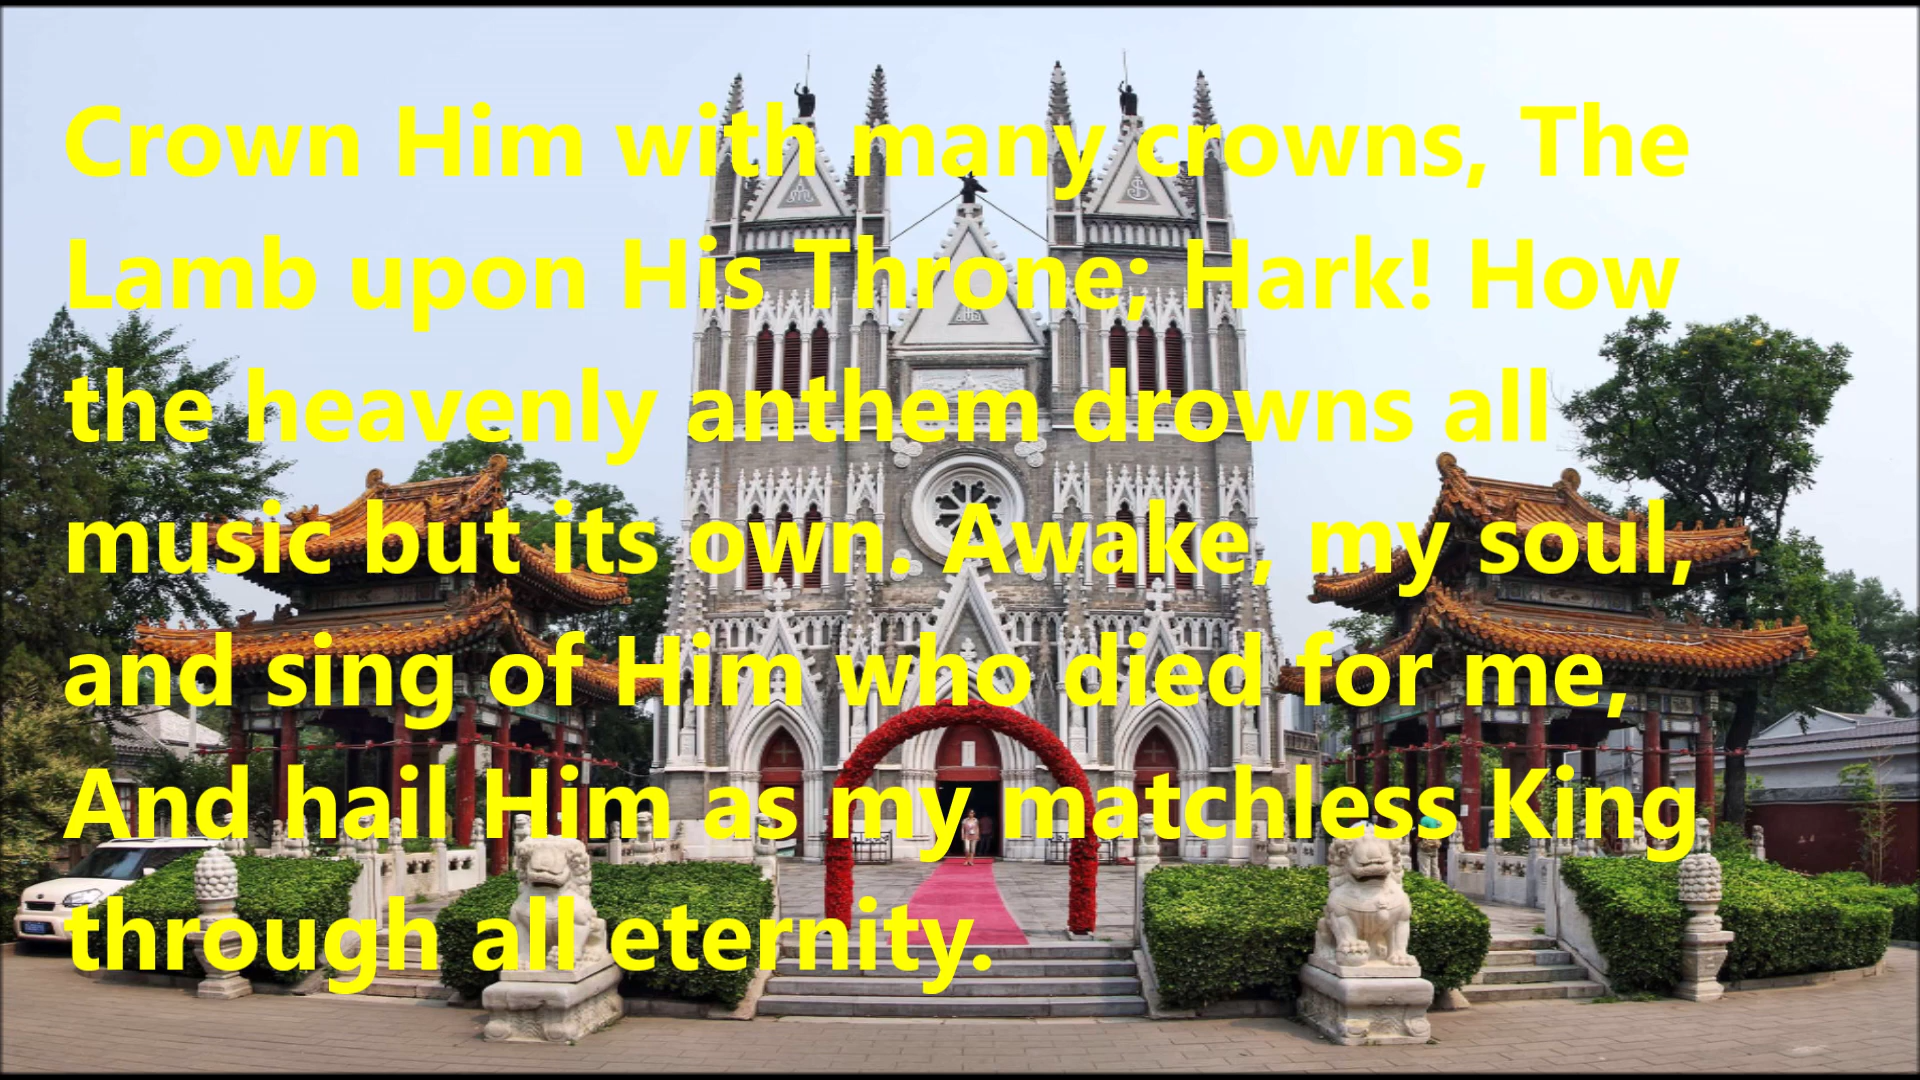 Crown Him with many crowns, The
Lamb upon His Throne; Hark! How
the heavenly anthem drowns all
music but its own. Awake, my soul,
and sing of Him who died for me,
And hail Him as my matchless King
through all eternity.